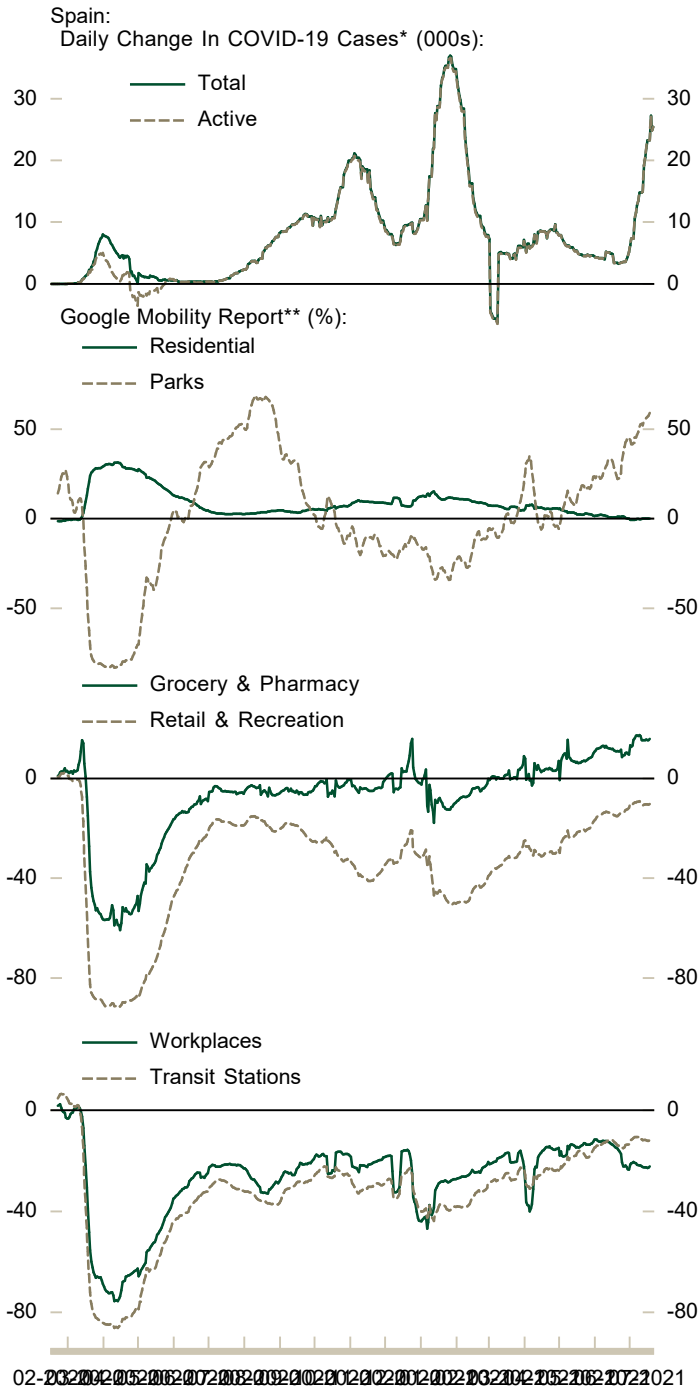 Spain:
Daily Change In COVID-19 Cases* (000s):
Total
30 30
Active
20 20
10 10
0 0
Google Mobility Report** (%):
Residential
Parks
50 50
0 0
-50 -50
Grocery & Pharmacy
Retail & Recreation
0 0
-40 -40
-80 -80
Workplaces
Transit Stations
0 0
-40 -40
-80 -80